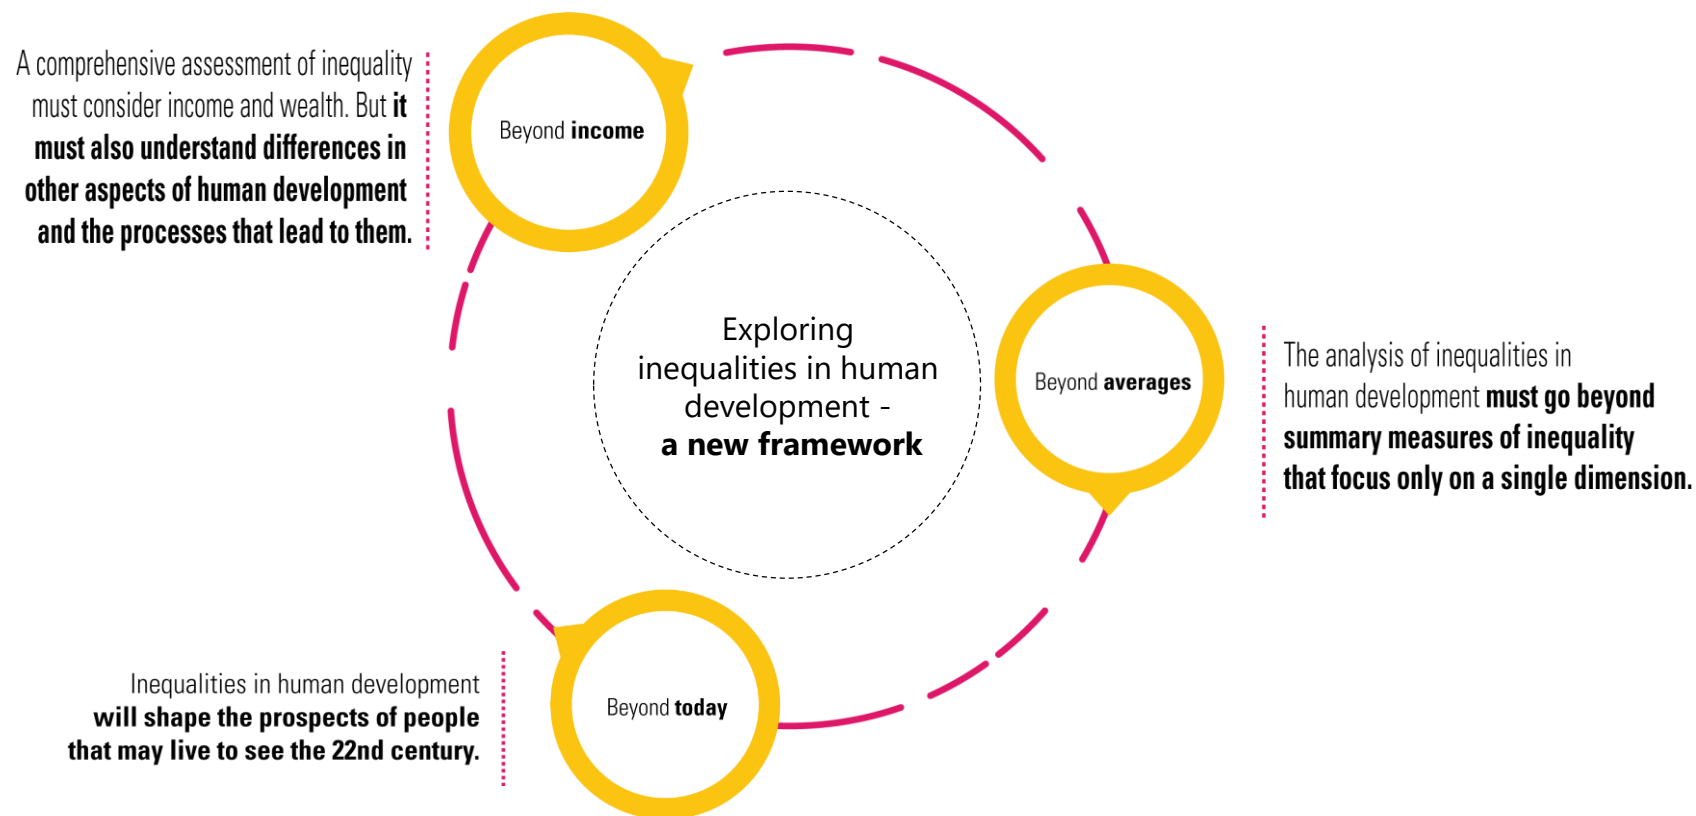 A comprehensive assessment of inequality
must consider income and wealth. But it
must also understand differences in
other aspects of human development
and the processes that lead to them.
Beyond income
Exploring
inequalities in human
development -
a new framework
Beyond averages
The analysis of inequalities in
human development must go beyond
summary measures of inequality
that focus only on a single dimension.
Inequalities in human development
will shape the prospects of people
that may live to see the 22nd century.
Beyond today